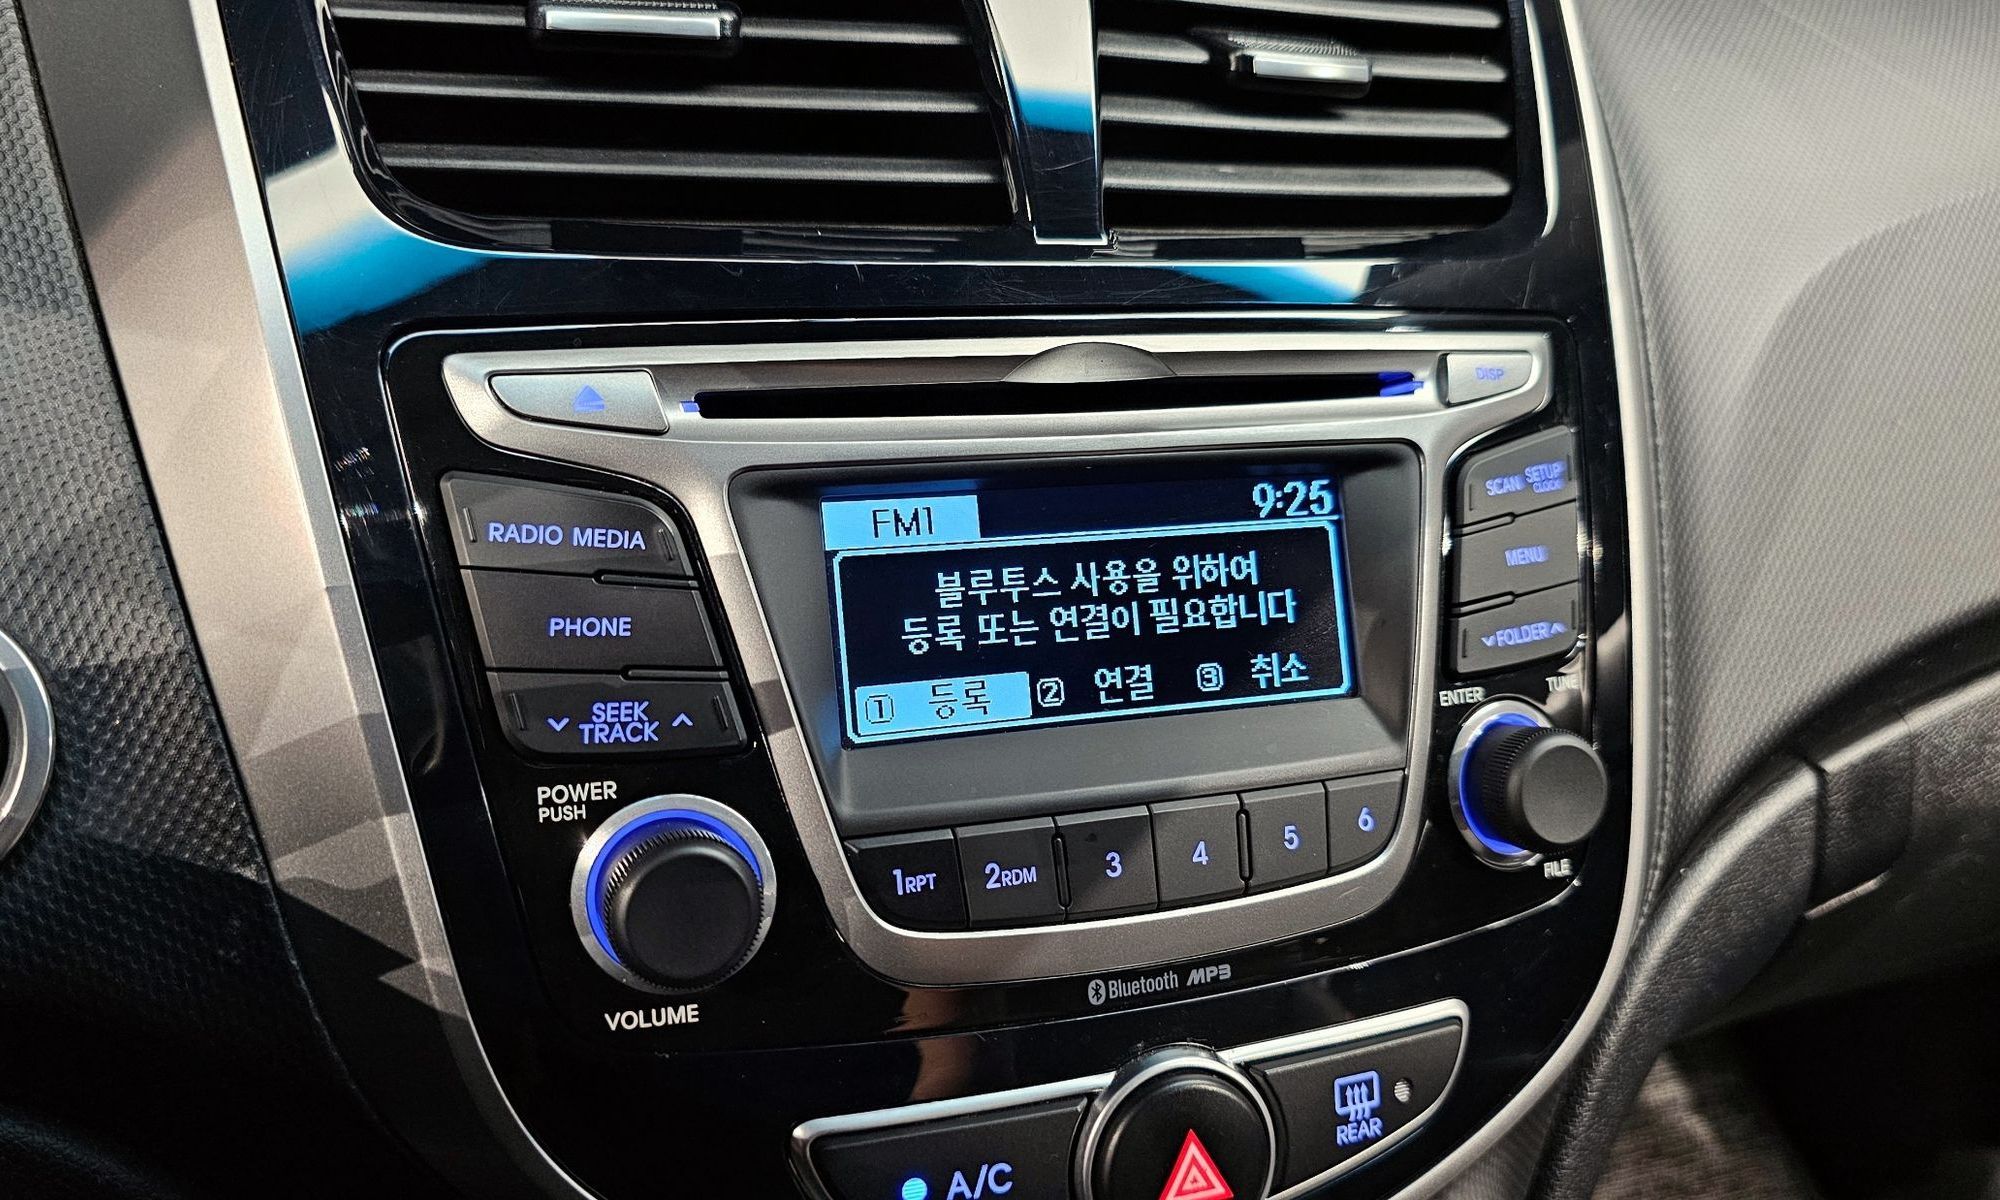 DISP
RADIO MEDIA
PHONE
SEEK
TRACK
POWER
PUSH
VOLUME
FM1 9:25
블루투스 사용을 위하여
등록 또는 연결이 필요합니다
① 등록 ② 연결 ③ 취소
SCAN SETUP
CLOCK
MENU
FOLDER
ENTER TUNE
FILE
1RPT 2RDM 3 4 5 6
Bluetooth MP3
REAR
A/C